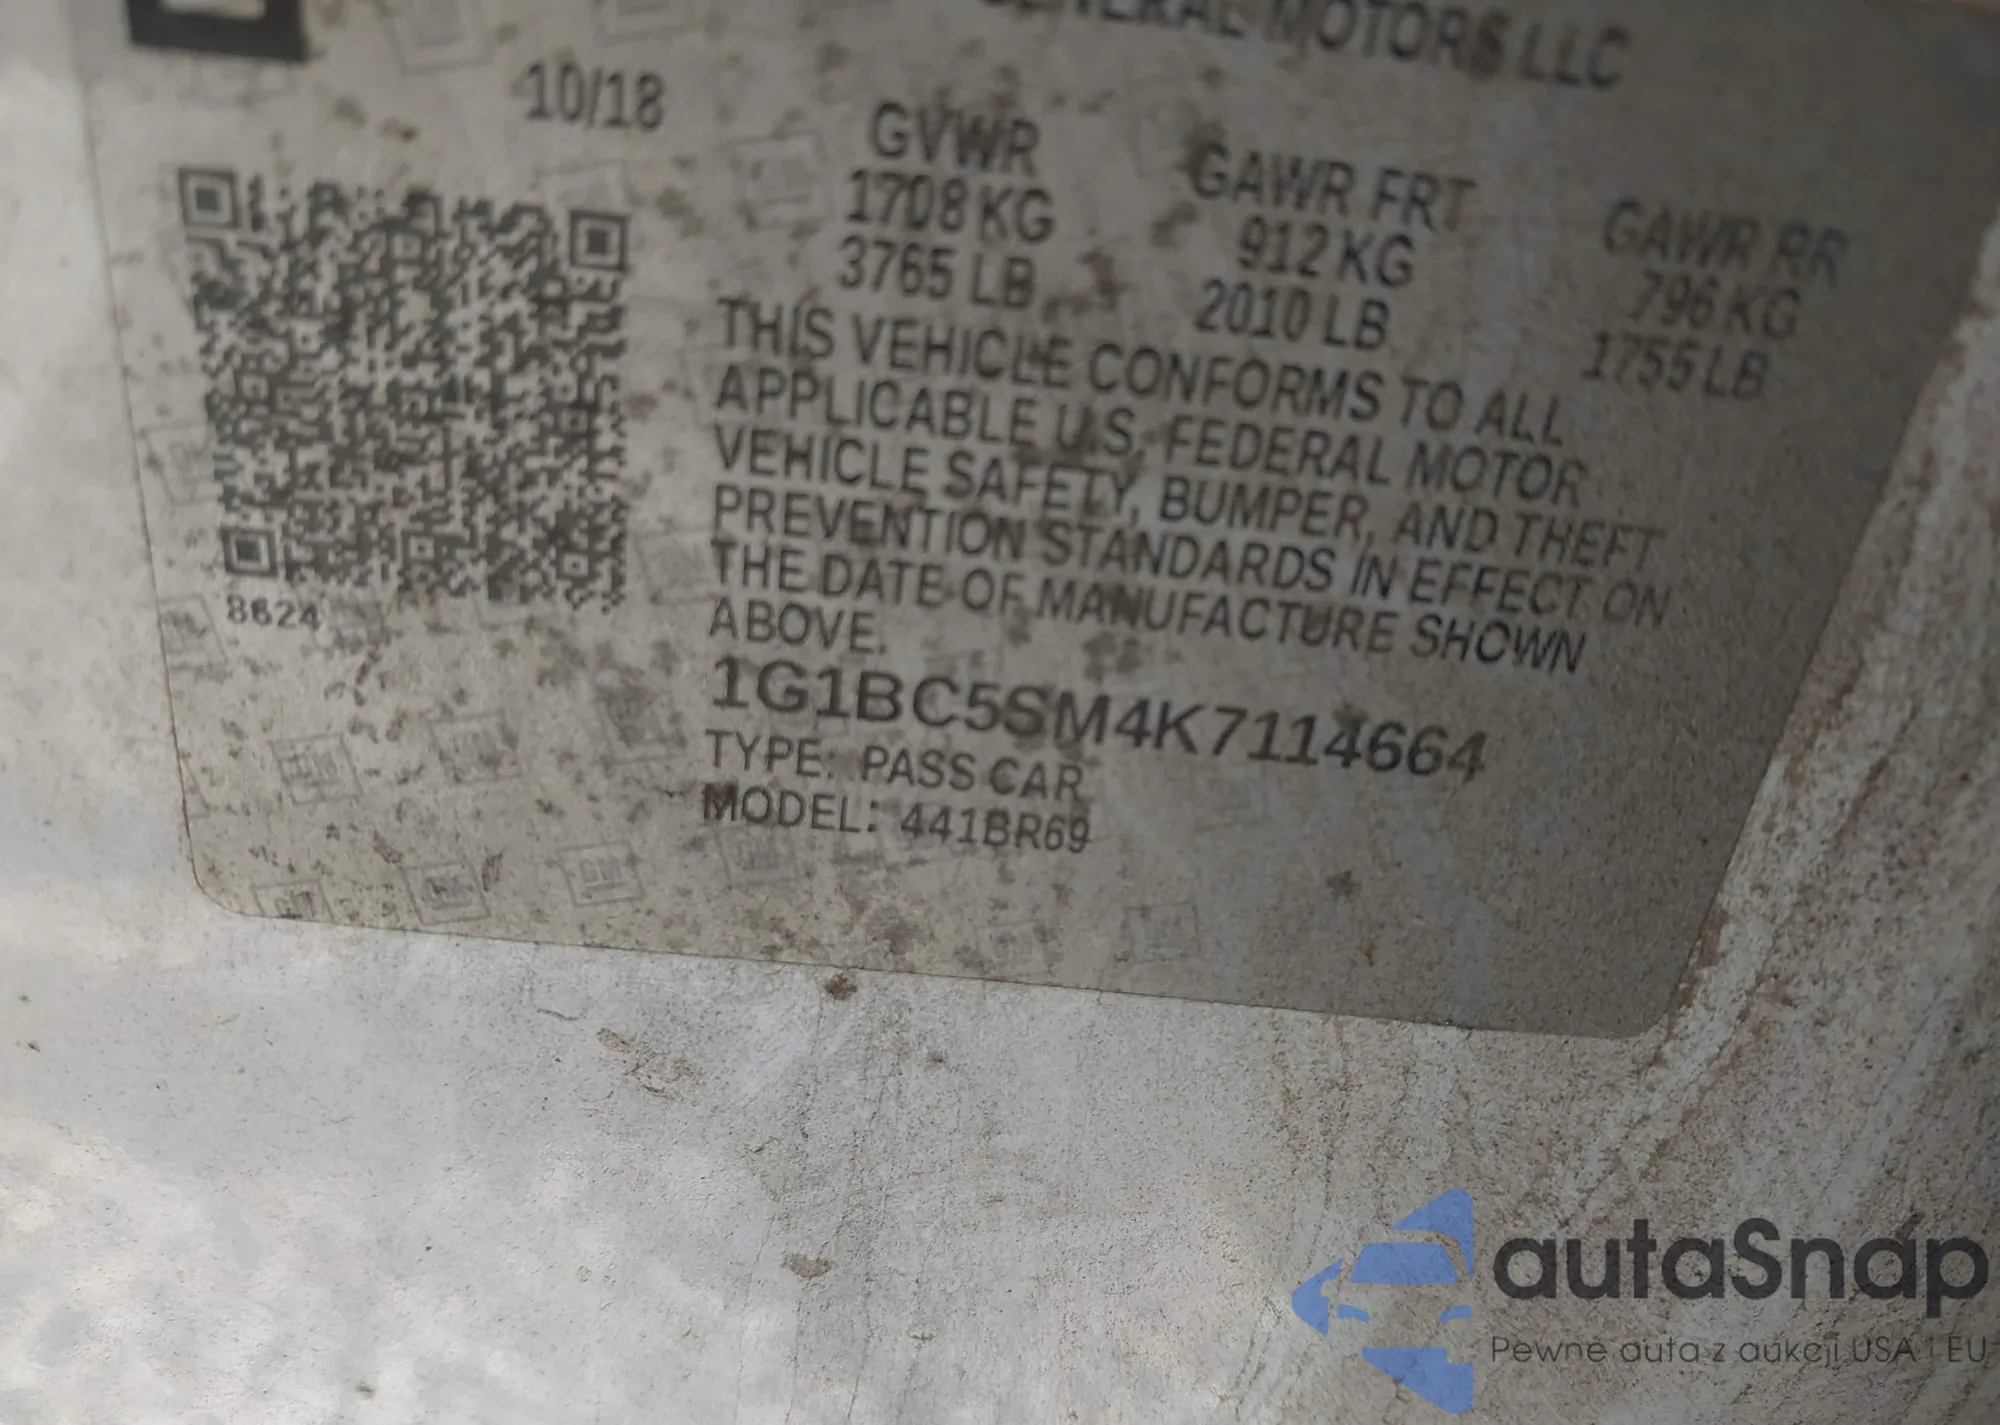 GENERAL MOTORS LLC
10/18
GVWR
1708 KG
3765 LB
GAWR FRT
912 KG
2010 LB
GAWR RR
796 KG
1755 LB
THIS VEHICLE CONFORMS TO ALL
APPLICABLE U.S. FEDERAL MOTOR
VEHICLE SAFETY, BUMPER, AND THEFT
PREVENTION STANDARDS IN EFFECT ON
THE DATE OF MANUFACTURE SHOWN
ABOVE.
1G1BC5SM4K7114664
TYPE: PASS CAR
MODEL: 441BR69
8624
GM
GM
GM
autaSnap
Pewne auta z aukcji USA i EU